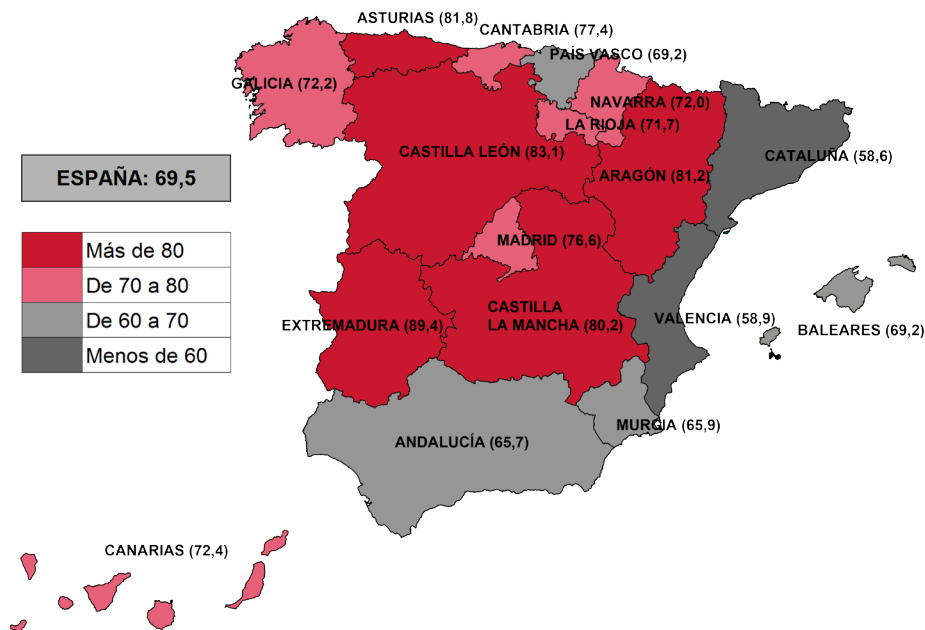 ASTURIAS (81,8)
CANTABRIA (77,4)
PAÍS VASCO (69,2)
GALICIA (72,2)
NAVARRA (72,0)
LA RIOJA (71,7)
CASTILLA LEÓN (83,1)
CATALUÑA (58,6)
ARAGÓN (81,2)
ESPAÑA: 69,5
MADRID (76,6)
Más de 80
De 70 a 80
De 60 a 70
Menos de 60
CASTILLA
LA MANCHA (80,2)
EXTREMADURA (89,4)
VALENCIA (58,9)
BALEARES (69,2)
MURCIA (65,9)
ANDALUCÍA (65,7)
CANARIAS (72,4)